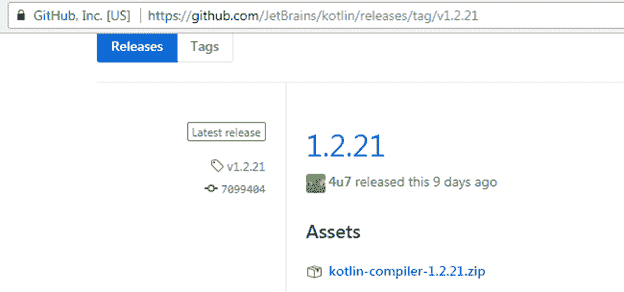 GitHub, Inc. [US] https://github.com/JetBrains/kotlin/releases/tag/v1.2.21
Releases Tags
Latest release
v1.2.21
7099404
1.2.21
4u7 released this 9 days ago
Assets
kotlin-compiler-1.2.21.zip